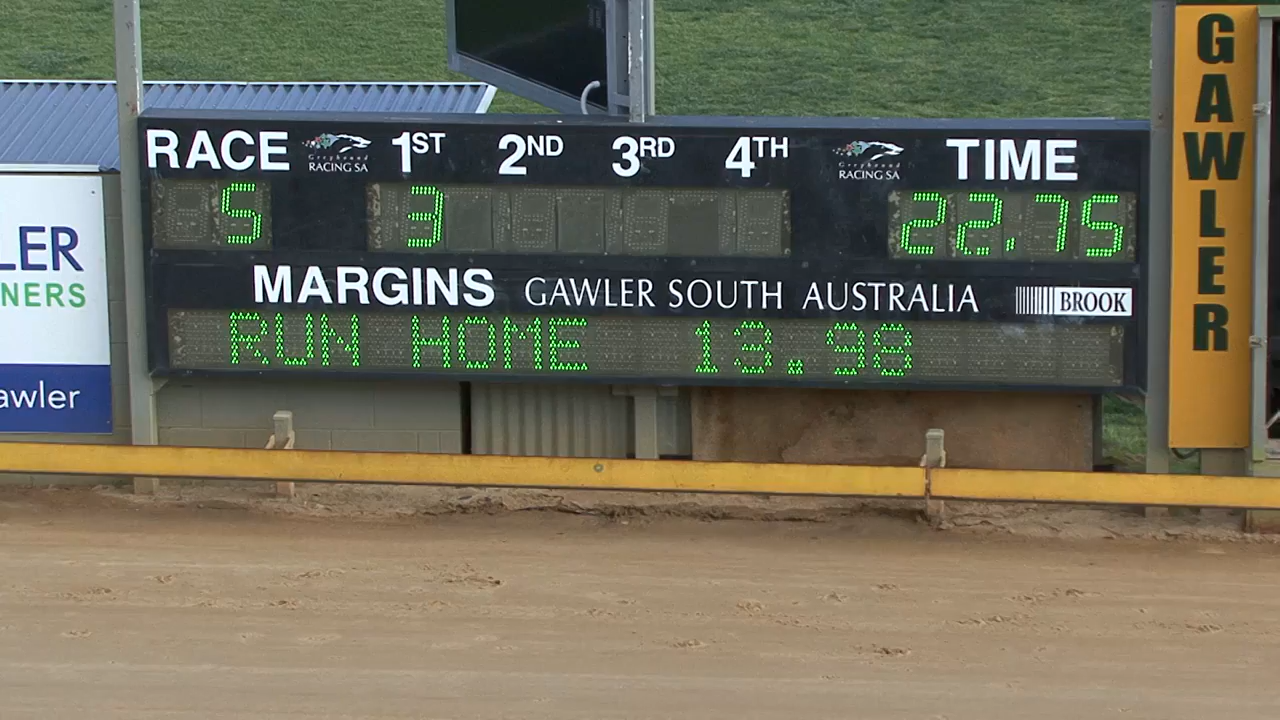 RACE
Greyhound
RACING SA
1ST 2ND 3RD 4TH
Greyhound
RACING SA
TIME
5 3 22.75
MARGINS GAWLER SOUTH AUSTRALIA BROOK
RUN HOME 13.98
GAWLER
LER
NERS
awler